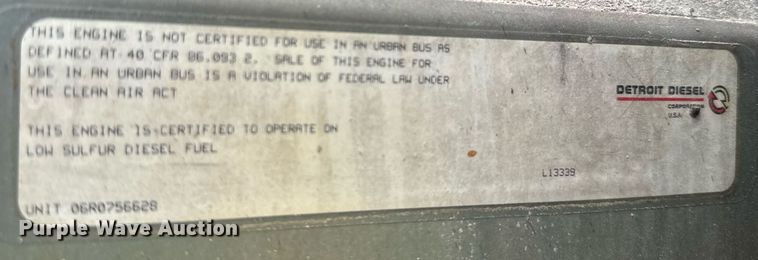 THIS ENGINE IS NOT CERTIFIED FOR USE IN AN URBAN BUS AS
DEFINED AT 40 CFR 86.093 2. SALE OF THIS ENGINE FOR
USE IN AN URBAN BUS IS A VIOLATION OF FEDERAL LAW UNDER
THE CLEAN AIR ACT
DETROIT DIESEL
CORPORATION
U.S.A.
THIS ENGINE IS CERTIFIED TO OPERATE ON
LOW SULFUR DIESEL FUEL
L13339
UNIT 06R0756628
Purple Wave Auction